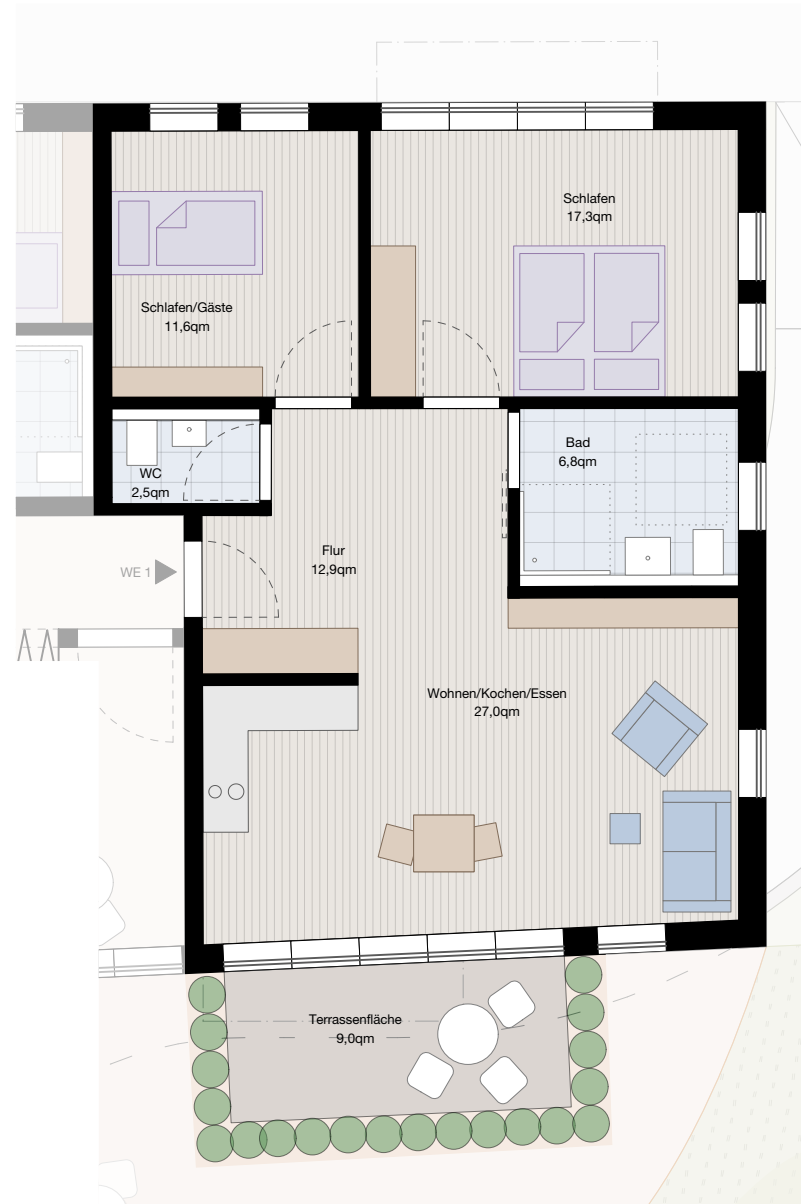 Schlafen
17,3qm
Schlafen/Gäste
11,6qm
Bad
6,8qm
WC
2,5qm
Flur
12,9qm
WE 1
Wohnen/Kochen/Essen
27,0qm
Terrassenfläche
9,0qm